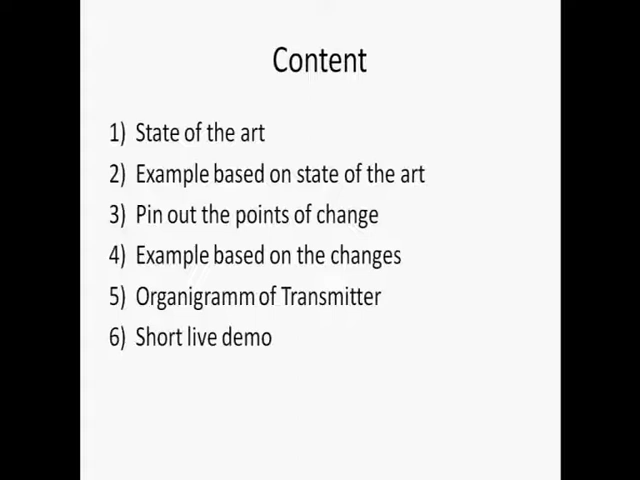 Content
1) State of the art
2) Example based on state of the art
3) Pin out the points of change
4) Example based on the changes
5) Organigramm of Transmitter
6) Short live demo